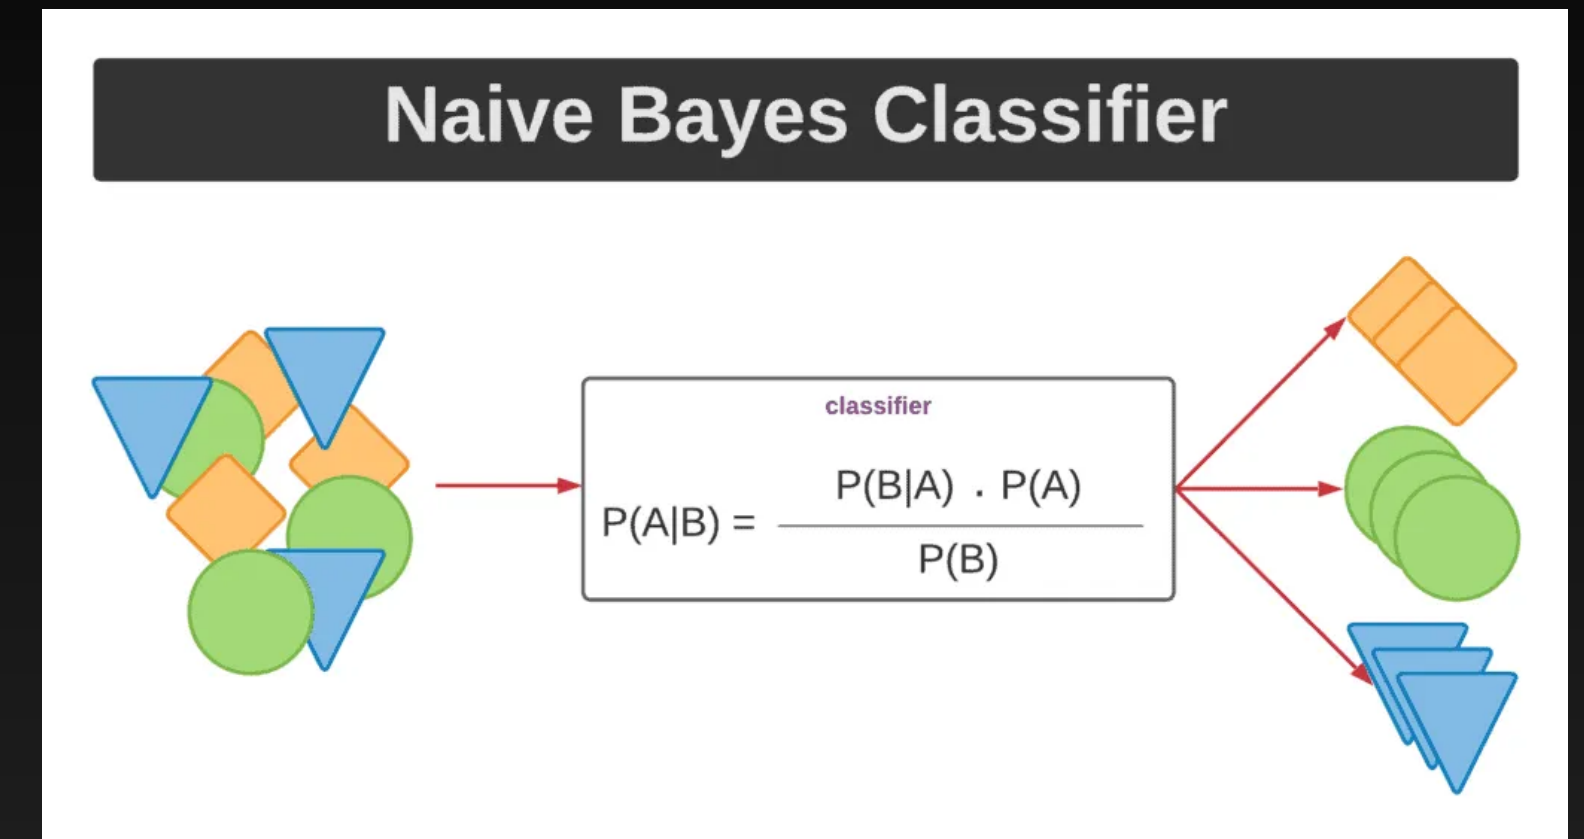 Naive Bayes Classifier
classifier
P(B|A) . P(A)
P(A|B) =
P(B)